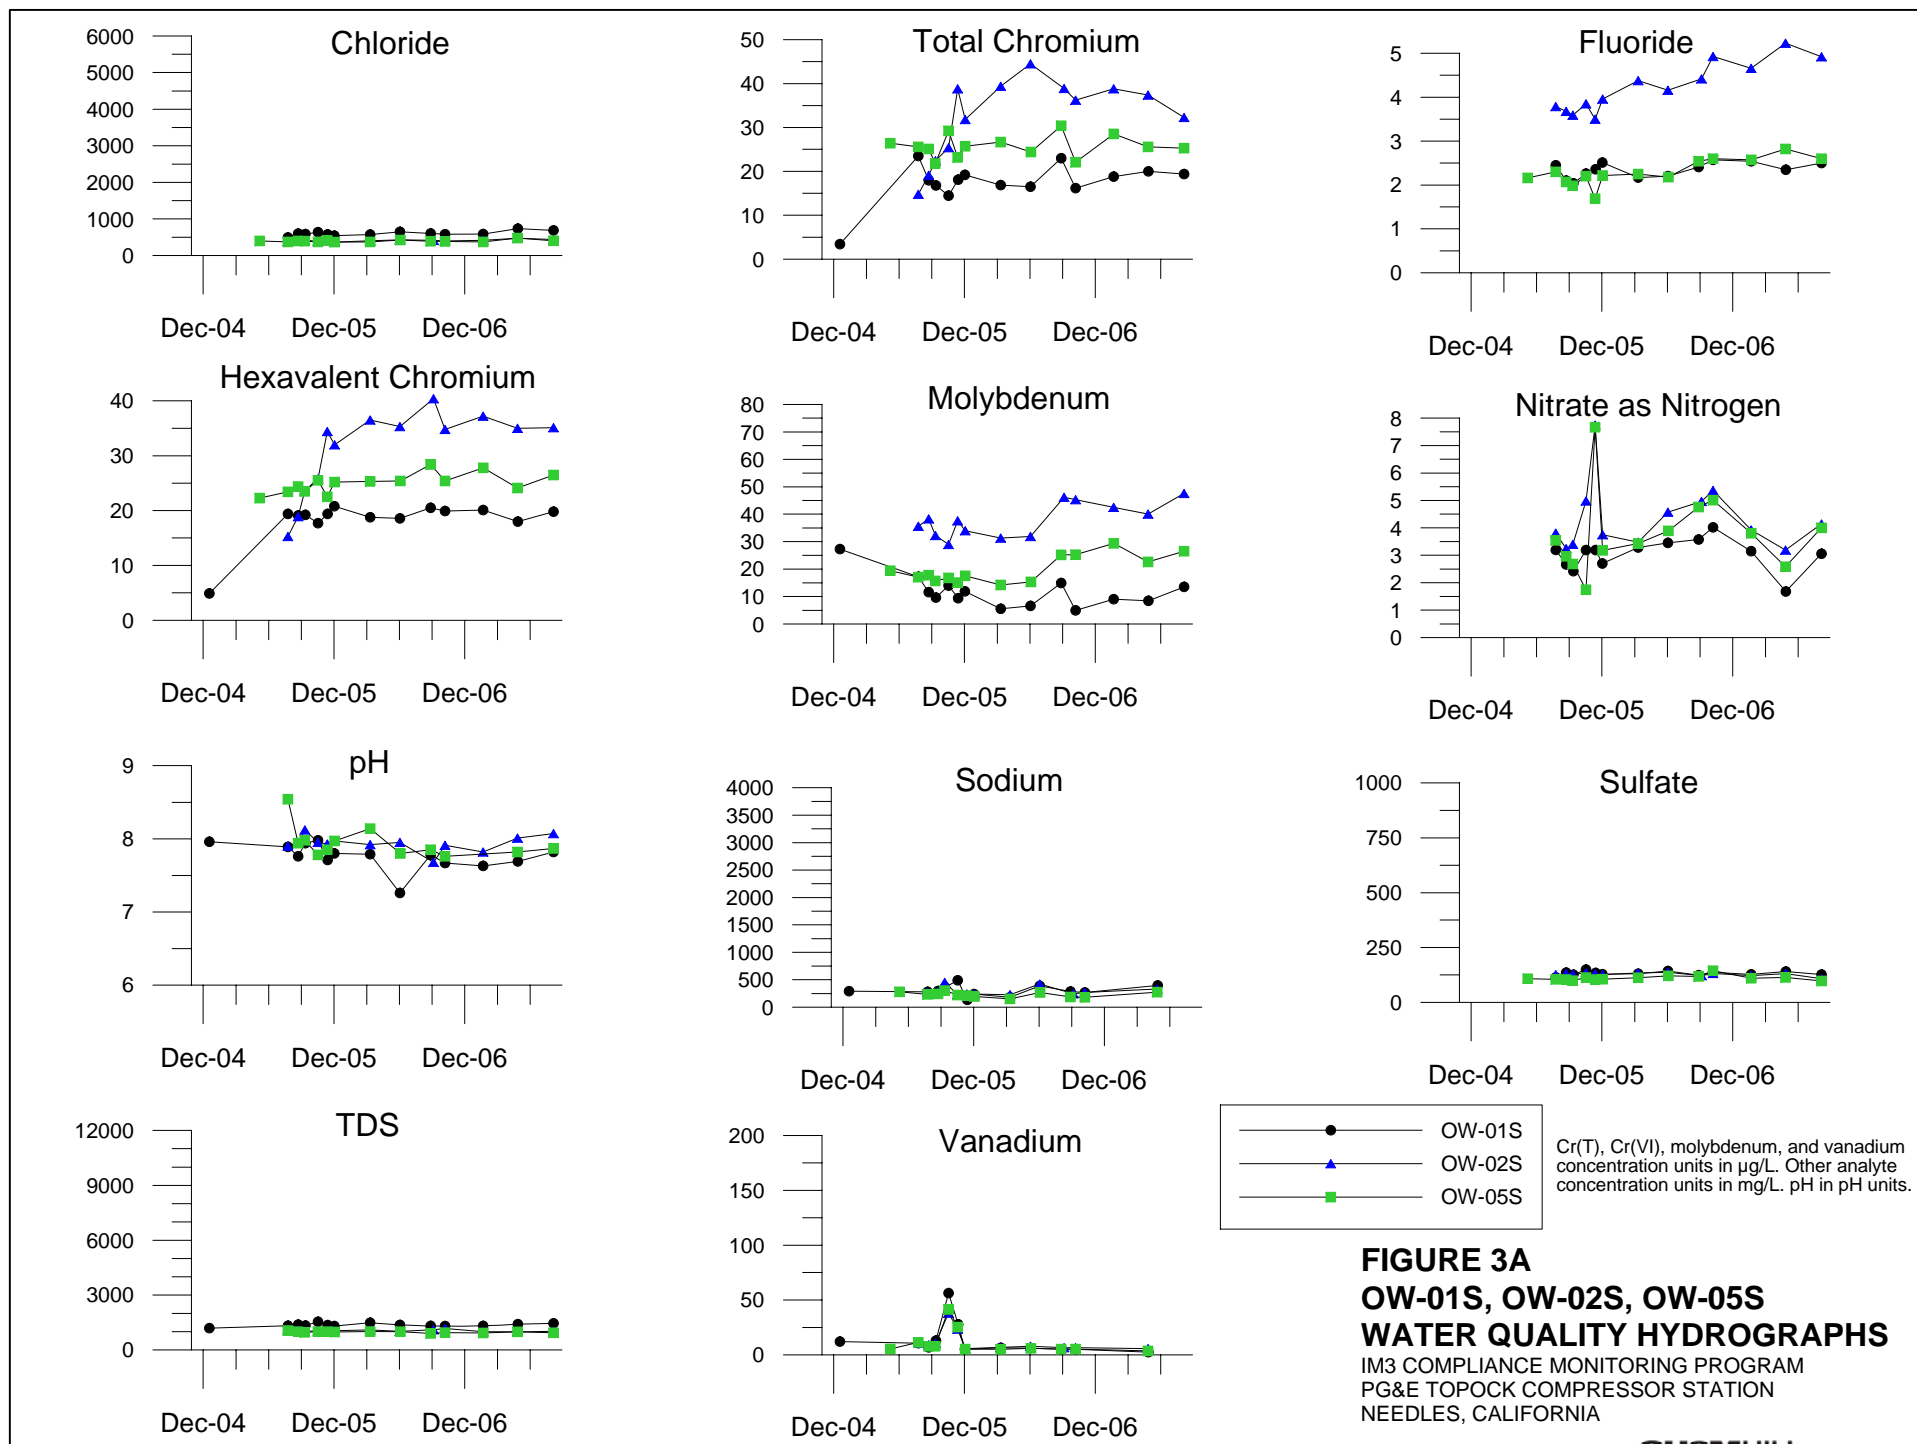 Chloride
6000
5000
4000
3000
2000
1000
0
Dec-04 Dec-05 Dec-06
Total Chromium
50
40
30
20
10
0
Dec-04 Dec-05 Dec-06
Fluoride
5
4
3
2
1
0
Dec-04 Dec-05 Dec-06
Hexavalent Chromium
40
30
20
10
0
Dec-04 Dec-05 Dec-06
Molybdenum
80
70
60
50
40
30
20
10
0
Dec-04 Dec-05 Dec-06
Nitrate as Nitrogen
8
7
6
5
4
3
2
1
0
Dec-04 Dec-05 Dec-06
pH
9
8
7
6
Dec-04 Dec-05 Dec-06
Sodium
4000
3500
3000
2500
2000
1500
1000
500
0
Dec-04 Dec-05 Dec-06
Sulfate
1000
750
500
250
0
Dec-04 Dec-05 Dec-06
TDS
12000
9000
6000
3000
0
Dec-04 Dec-05 Dec-06
Vanadium
200
150
100
50
0
Dec-04 Dec-05 Dec-06
OW-01S
OW-02S
OW-05S
Cr(T), Cr(VI), molybdenum, and vanadium
concentration units in µg/L. Other analyte
concentration units in mg/L. pH in pH units.
FIGURE 3A
OW-01S, OW-02S, OW-05S
WATER QUALITY HYDROGRAPHS
IM3 COMPLIANCE MONITORING PROGRAM
PG&E TOPOCK COMPRESSOR STATION
NEEDLES, CALIFORNIA